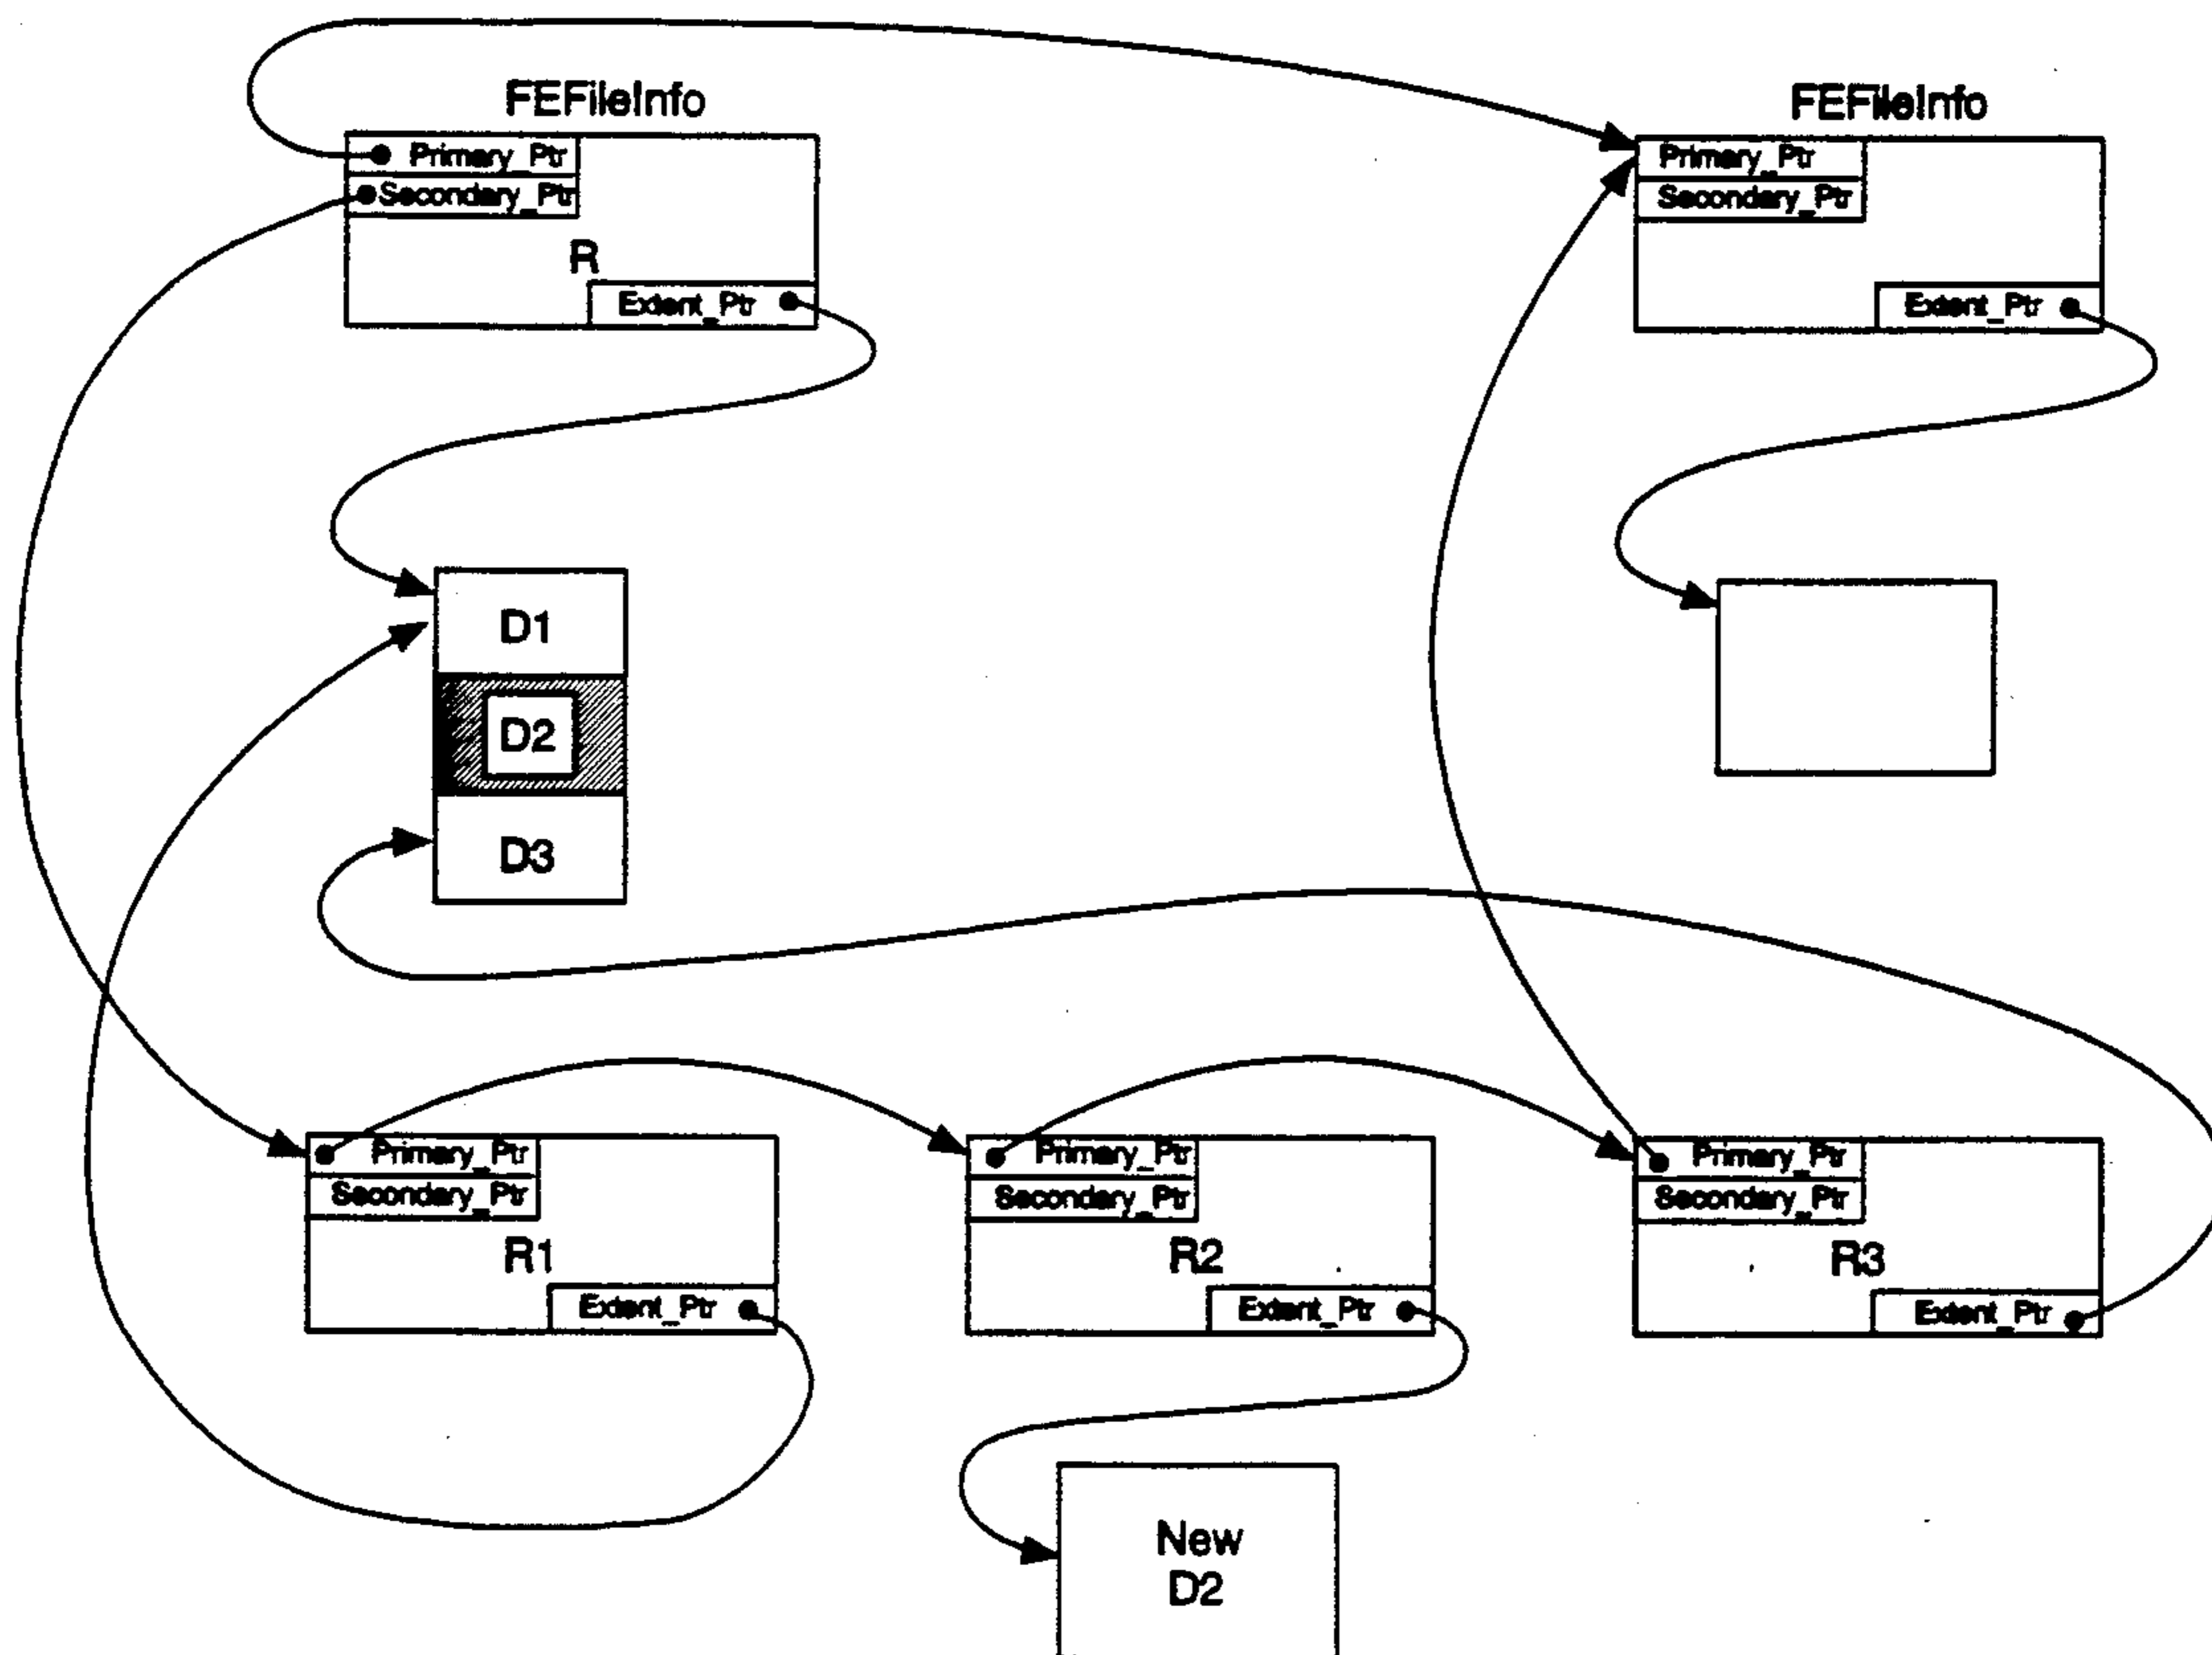 FEFileInfo
Primary_Ptr
Secondary_Ptr
R
Extent_Ptr
FEFileInfo
Primary_Ptr
Secondary_Ptr
Extent_Ptr
D1
D2
D3
Primary_Ptr
Secondary_Ptr
R1
Extent_Ptr
Primary_Ptr
Secondary_Ptr
R2
Extent_Ptr
Primary_Ptr
Secondary_Ptr
R3
Extent_Ptr
New
D2